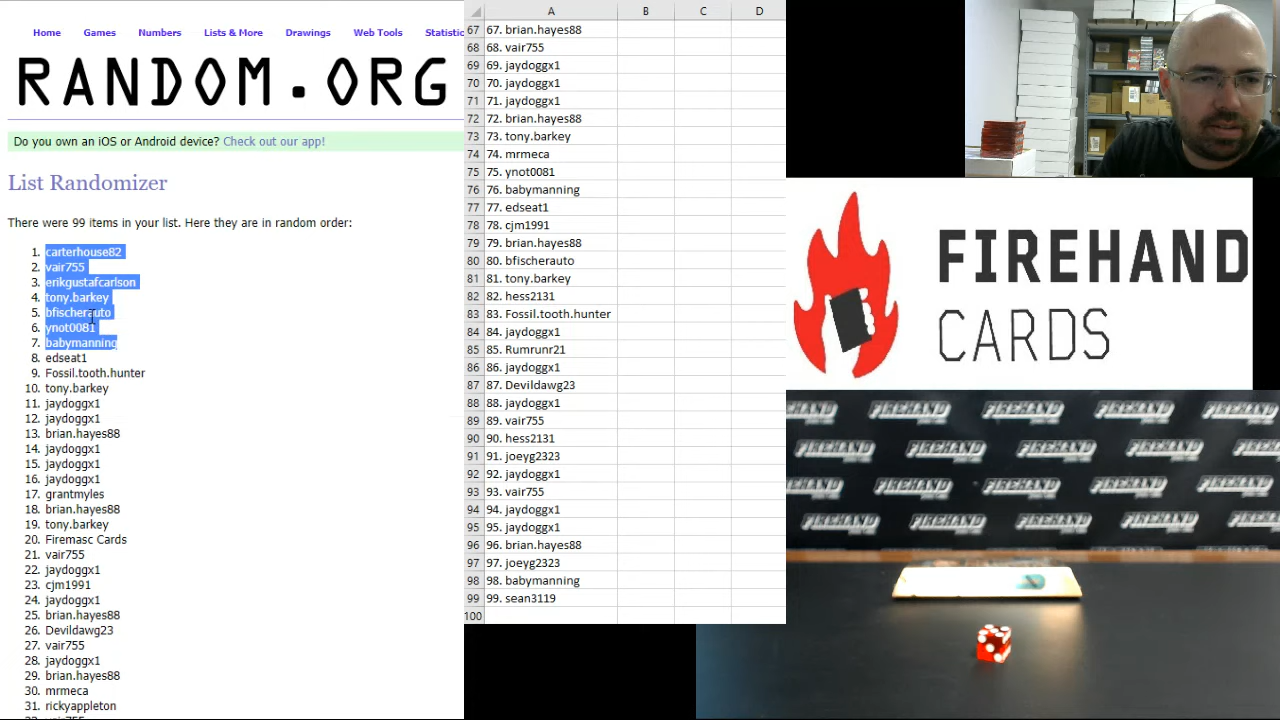 Home Games Numbers Lists & More Drawings Web Tools Statistic
RANDOM.ORG
Do you own an iOS or Android device? Check out our app!
List Randomizer
There were 99 items in your list. Here they are in random order:
1. carterhouse82
2. vair755
3. erikgustafcarlson
4. tony.barkey
5. bfischerauto
6. ynot0081
7. babymanning
8. edseat1
9. Fossil.tooth.hunter
10. tony.barkey
11. jaydoggx1
12. jaydoggx1
13. brian.hayes88
14. jaydoggx1
15. jaydoggx1
16. jaydoggx1
17. grantmyles
18. brian.hayes88
19. tony.barkey
20. Firemasc Cards
21. vair755
22. jaydoggx1
23. cjm1991
24. jaydoggx1
25. brian.hayes88
26. Devildawg23
27. vair755
28. jaydoggx1
29. brian.hayes88
30. mrmeca
31. rickyappleton
A B C D
67 67. brian.hayes88
68 68. vair755
69 69. jaydoggx1
70 70. jaydoggx1
71 71. jaydoggx1
72 72. brian.hayes88
73 73. tony.barkey
74 74. mrmeca
75 75. ynot0081
76 76. babymanning
77 77. edseat1
78 78. cjm1991
79 79. brian.hayes88
80 80. bfischerauto
81 81. tony.barkey
82 82. hess2131
83 83. Fossil.tooth.hunter
84 84. jaydoggx1
85 85. Rumrunr21
86 86. jaydoggx1
87 87. Devildawg23
88 88. jaydoggx1
89 89. vair755
90 90. hess2131
91 91. joeyg2323
92 92. jaydoggx1
93 93. vair755
94 94. jaydoggx1
95 95. jaydoggx1
96 96. brian.hayes88
97 97. joeyg2323
98 98. babymanning
99 99. sean3119
100
FIREHAND
CARDS
FIREHAND FIREHAND FIREHAND
FIREHAND FIREHAND
FIREHAND FIREHAND FIREHAND
FIREHAND FIREHAND FIREHAND